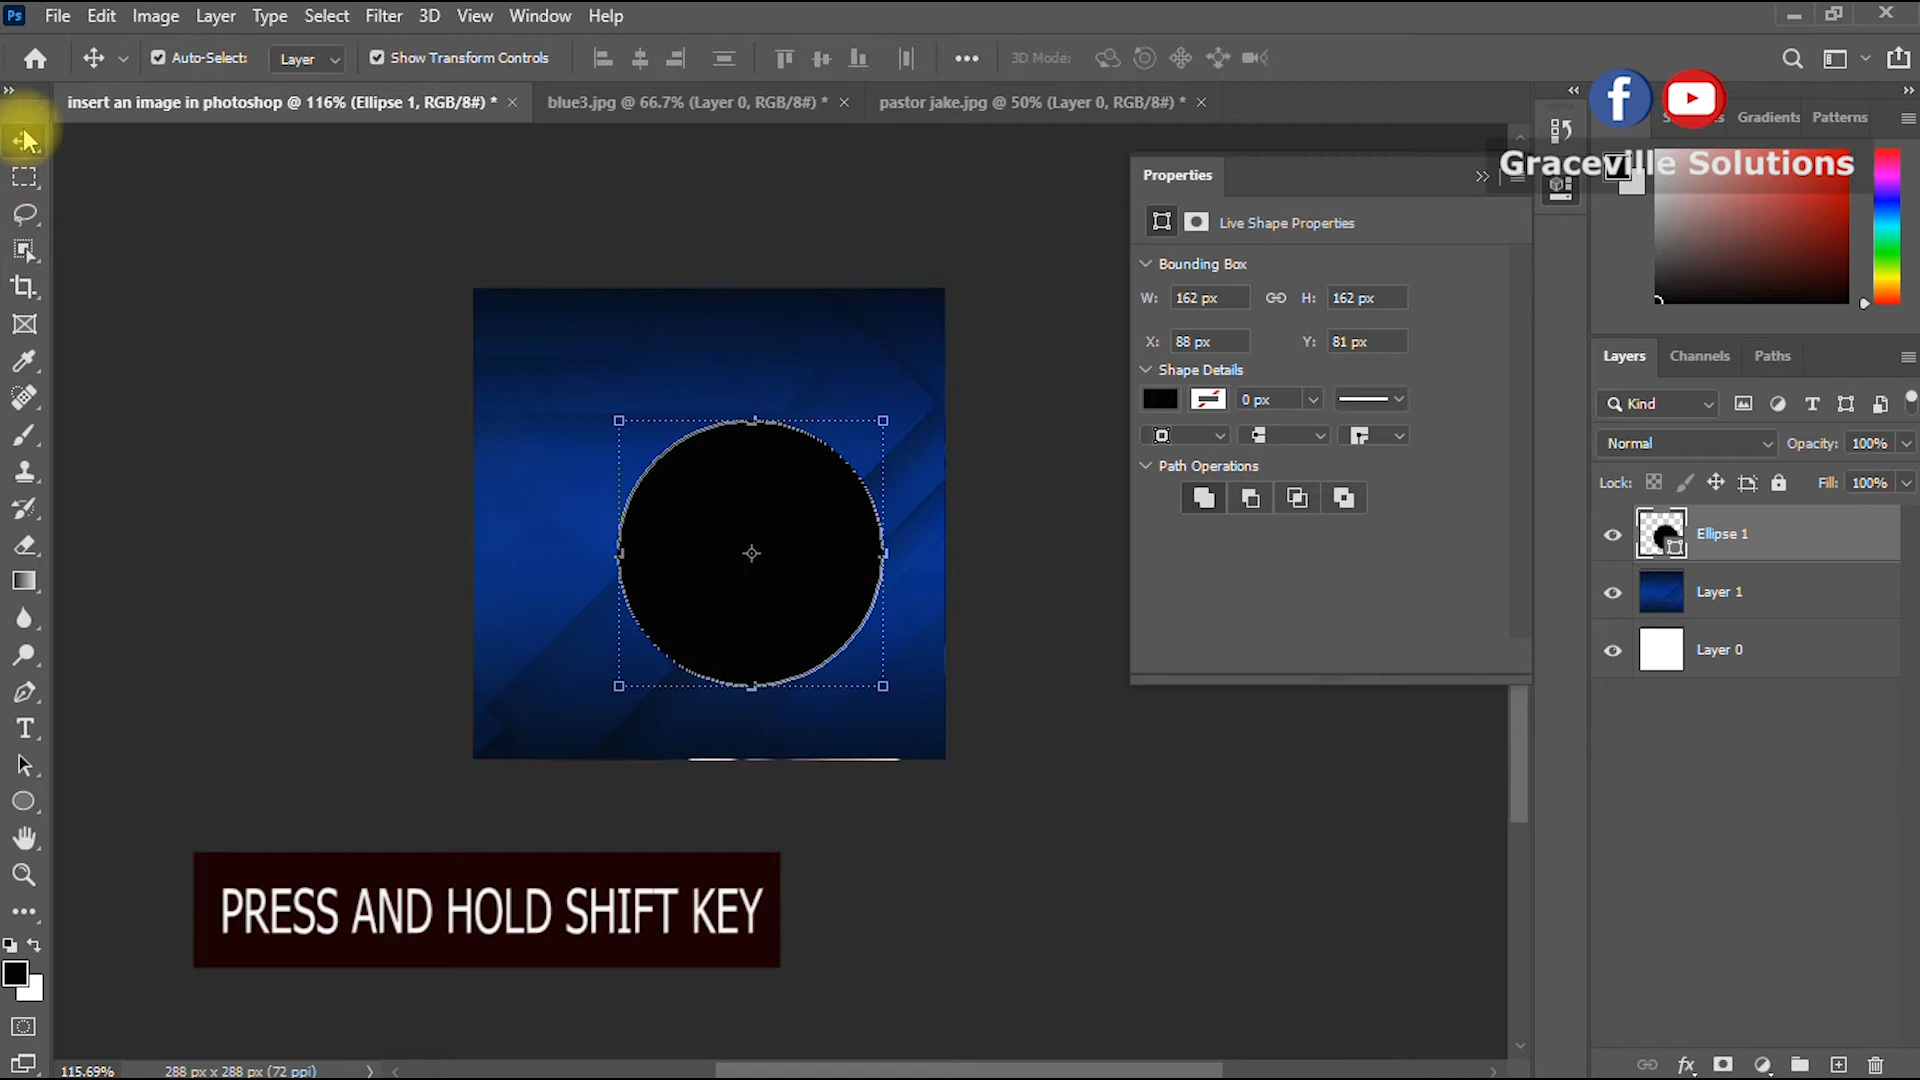 Ps File Edit Image Layer Type Select Filter 3D View Window Help
Auto-Select: Layer Show Transform Controls 3D Mode:
insert an image in photoshop @ 116% (Ellipse 1, RGB/8#) * blue3.jpg @ 66.7% (Layer 0, RGB/8#) * pastor jake.jpg @ 50% (Layer 0, RGB/8#) *
Gradients Patterns
Graceville Solutions
Properties
Live Shape Properties
Bounding Box
W: 162 px H: 162 px
X: 88 px Y: 81 px
Shape Details
0 px
Path Operations
Layers Channels Paths
Kind
Normal Opacity: 100%
Lock: Fill: 100%
Ellipse 1
Layer 1
Layer 0
PRESS AND HOLD SHIFT KEY
115.69% 288 px x 288 px (72 ppi)